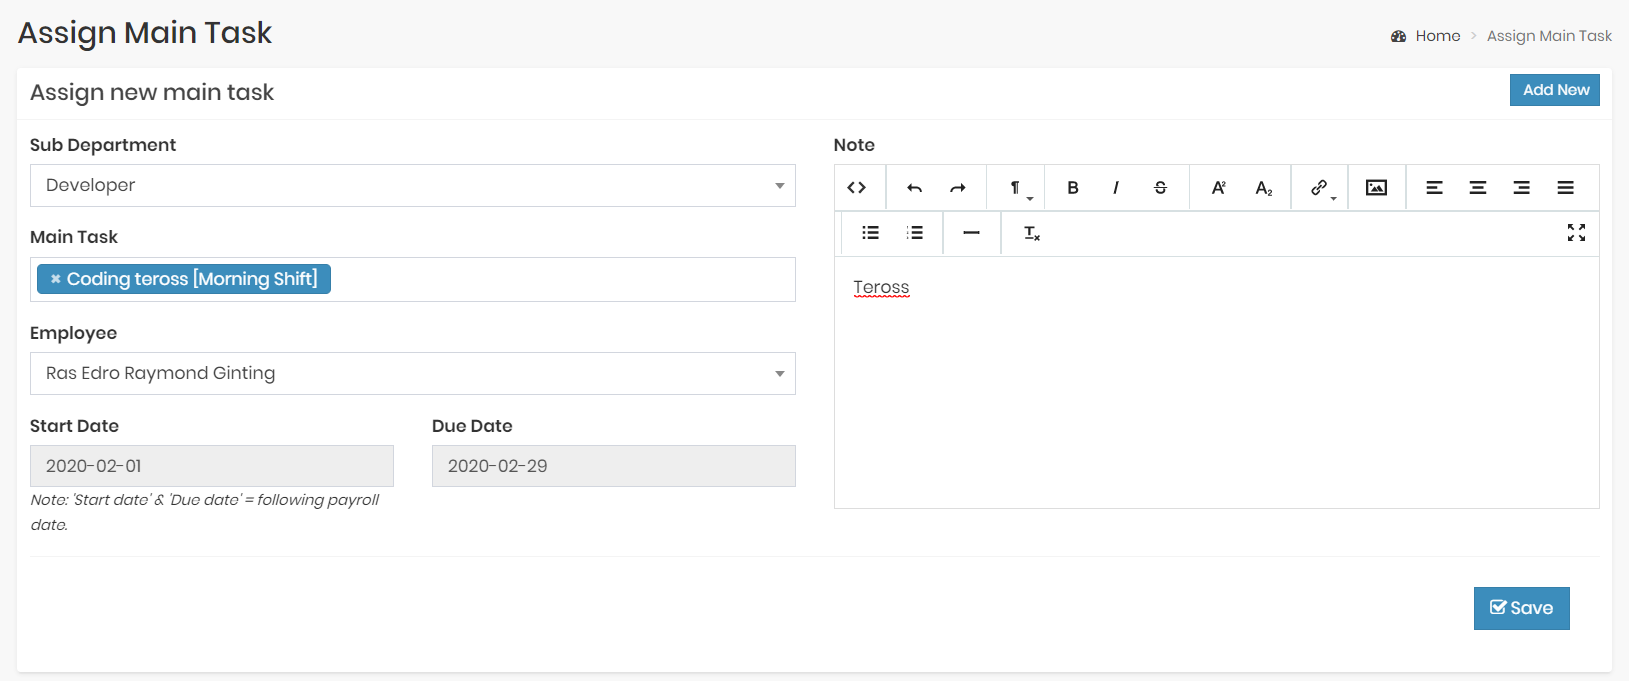 Assign Main Task
Home > Assign Main Task
Assign new main task
Add New
Sub Department
Developer
Main Task
× Coding teross [Morning Shift]
Employee
Ras Edro Raymond Ginting
Start Date
Due Date
2020-02-01
2020-02-29
Note: 'Start date' & 'Due date' = following payroll
date.
Note
Teross
Save